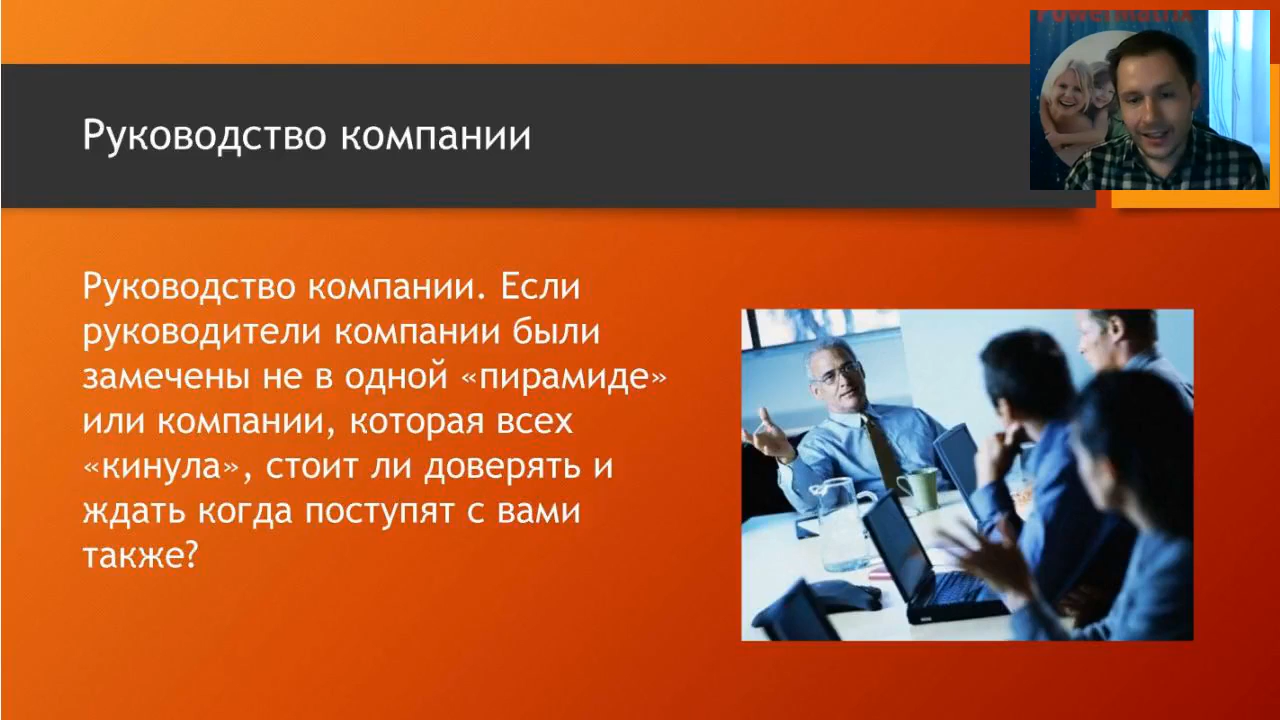 PowerMatrix
Руководство компании
Руководство компании. Если
руководители компании были
замечены не в одной «пирамиде»
или компании, которая всех
«кинула», стоит ли доверять и
ждать когда поступят с вами
также?